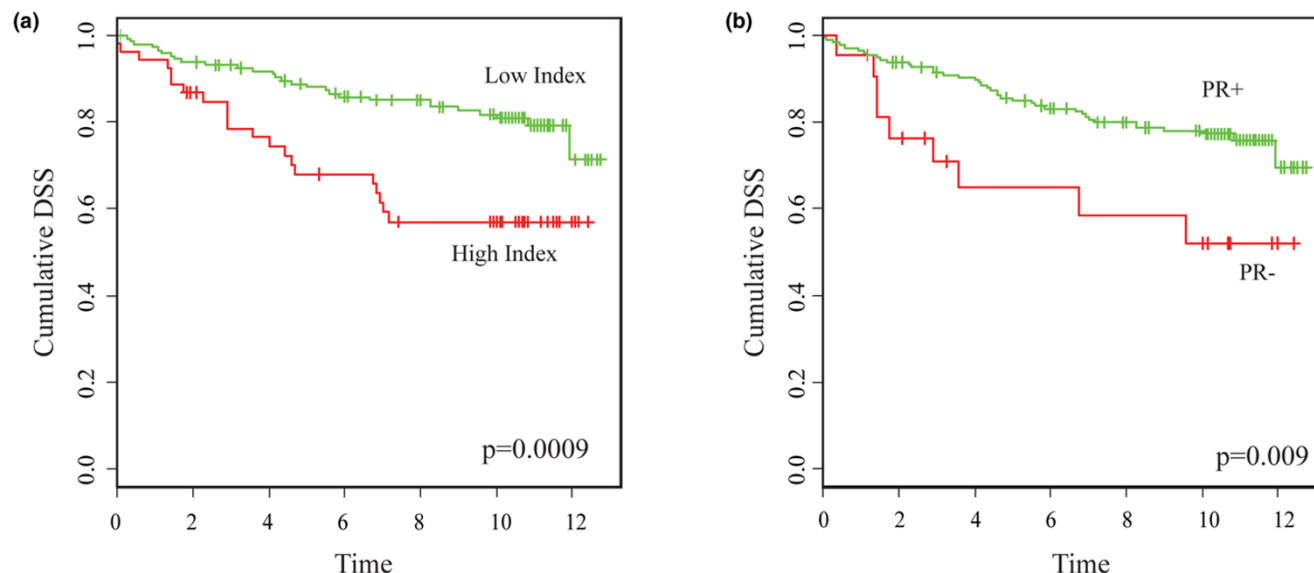 (a)
1.0
0.8
0.6
0.4
0.2
0.0
Cumulative DSS
Low Index
High Index
p=0.0009
0 2 4 6 8 10 12
Time
(b)
1.0
0.8
0.6
0.4
0.2
0.0
Cumulative DSS
PR+
PR-
p=0.009
0 2 4 6 8 10 12
Time